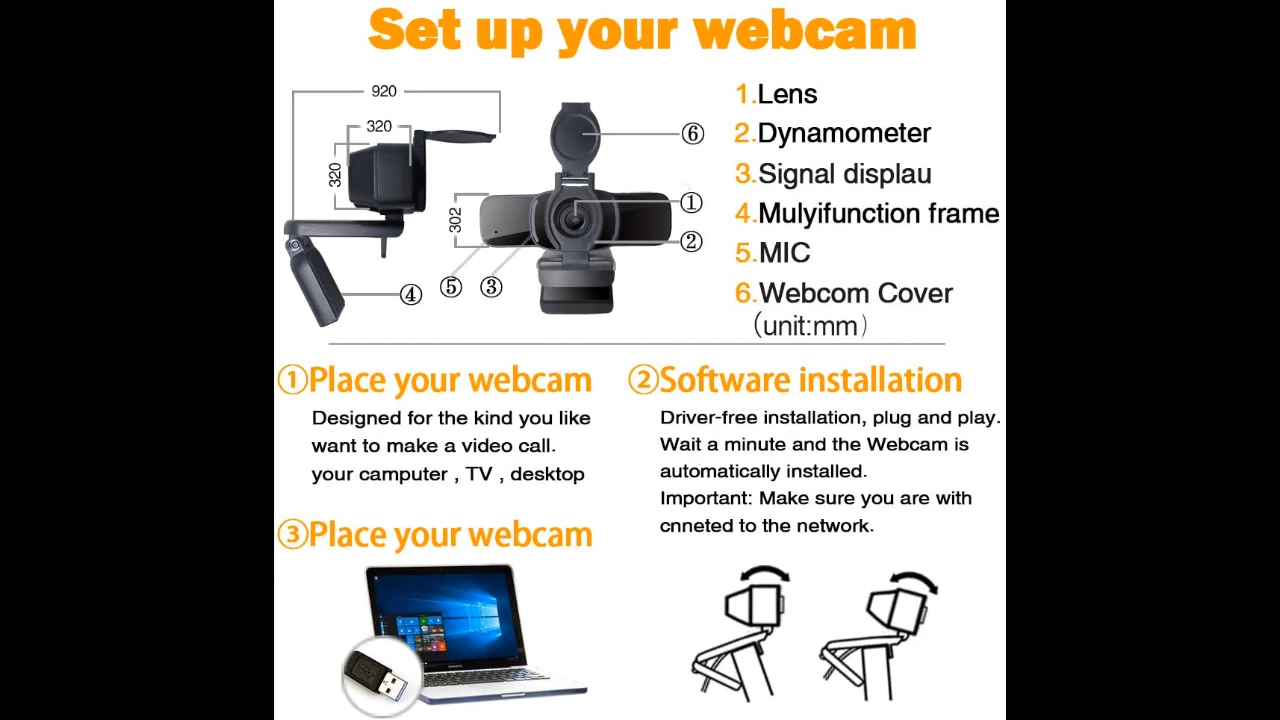 Set up your webcam
920
320
320
302
⑥
①
②
⑤
③
④
1.Lens
2.Dynamometer
3.Signal displau
4.Mulyifunction frame
5.MIC
6.Webcom Cover
(unit:mm)
①Place your webcam
Designed for the kind you like
want to make a video call.
your camputer , TV , desktop
②Software installation
Driver-free installation, plug and play.
Wait a minute and the Webcam is
automatically installed.
Important: Make sure you are with
cnneted to the network.
③Place your webcam